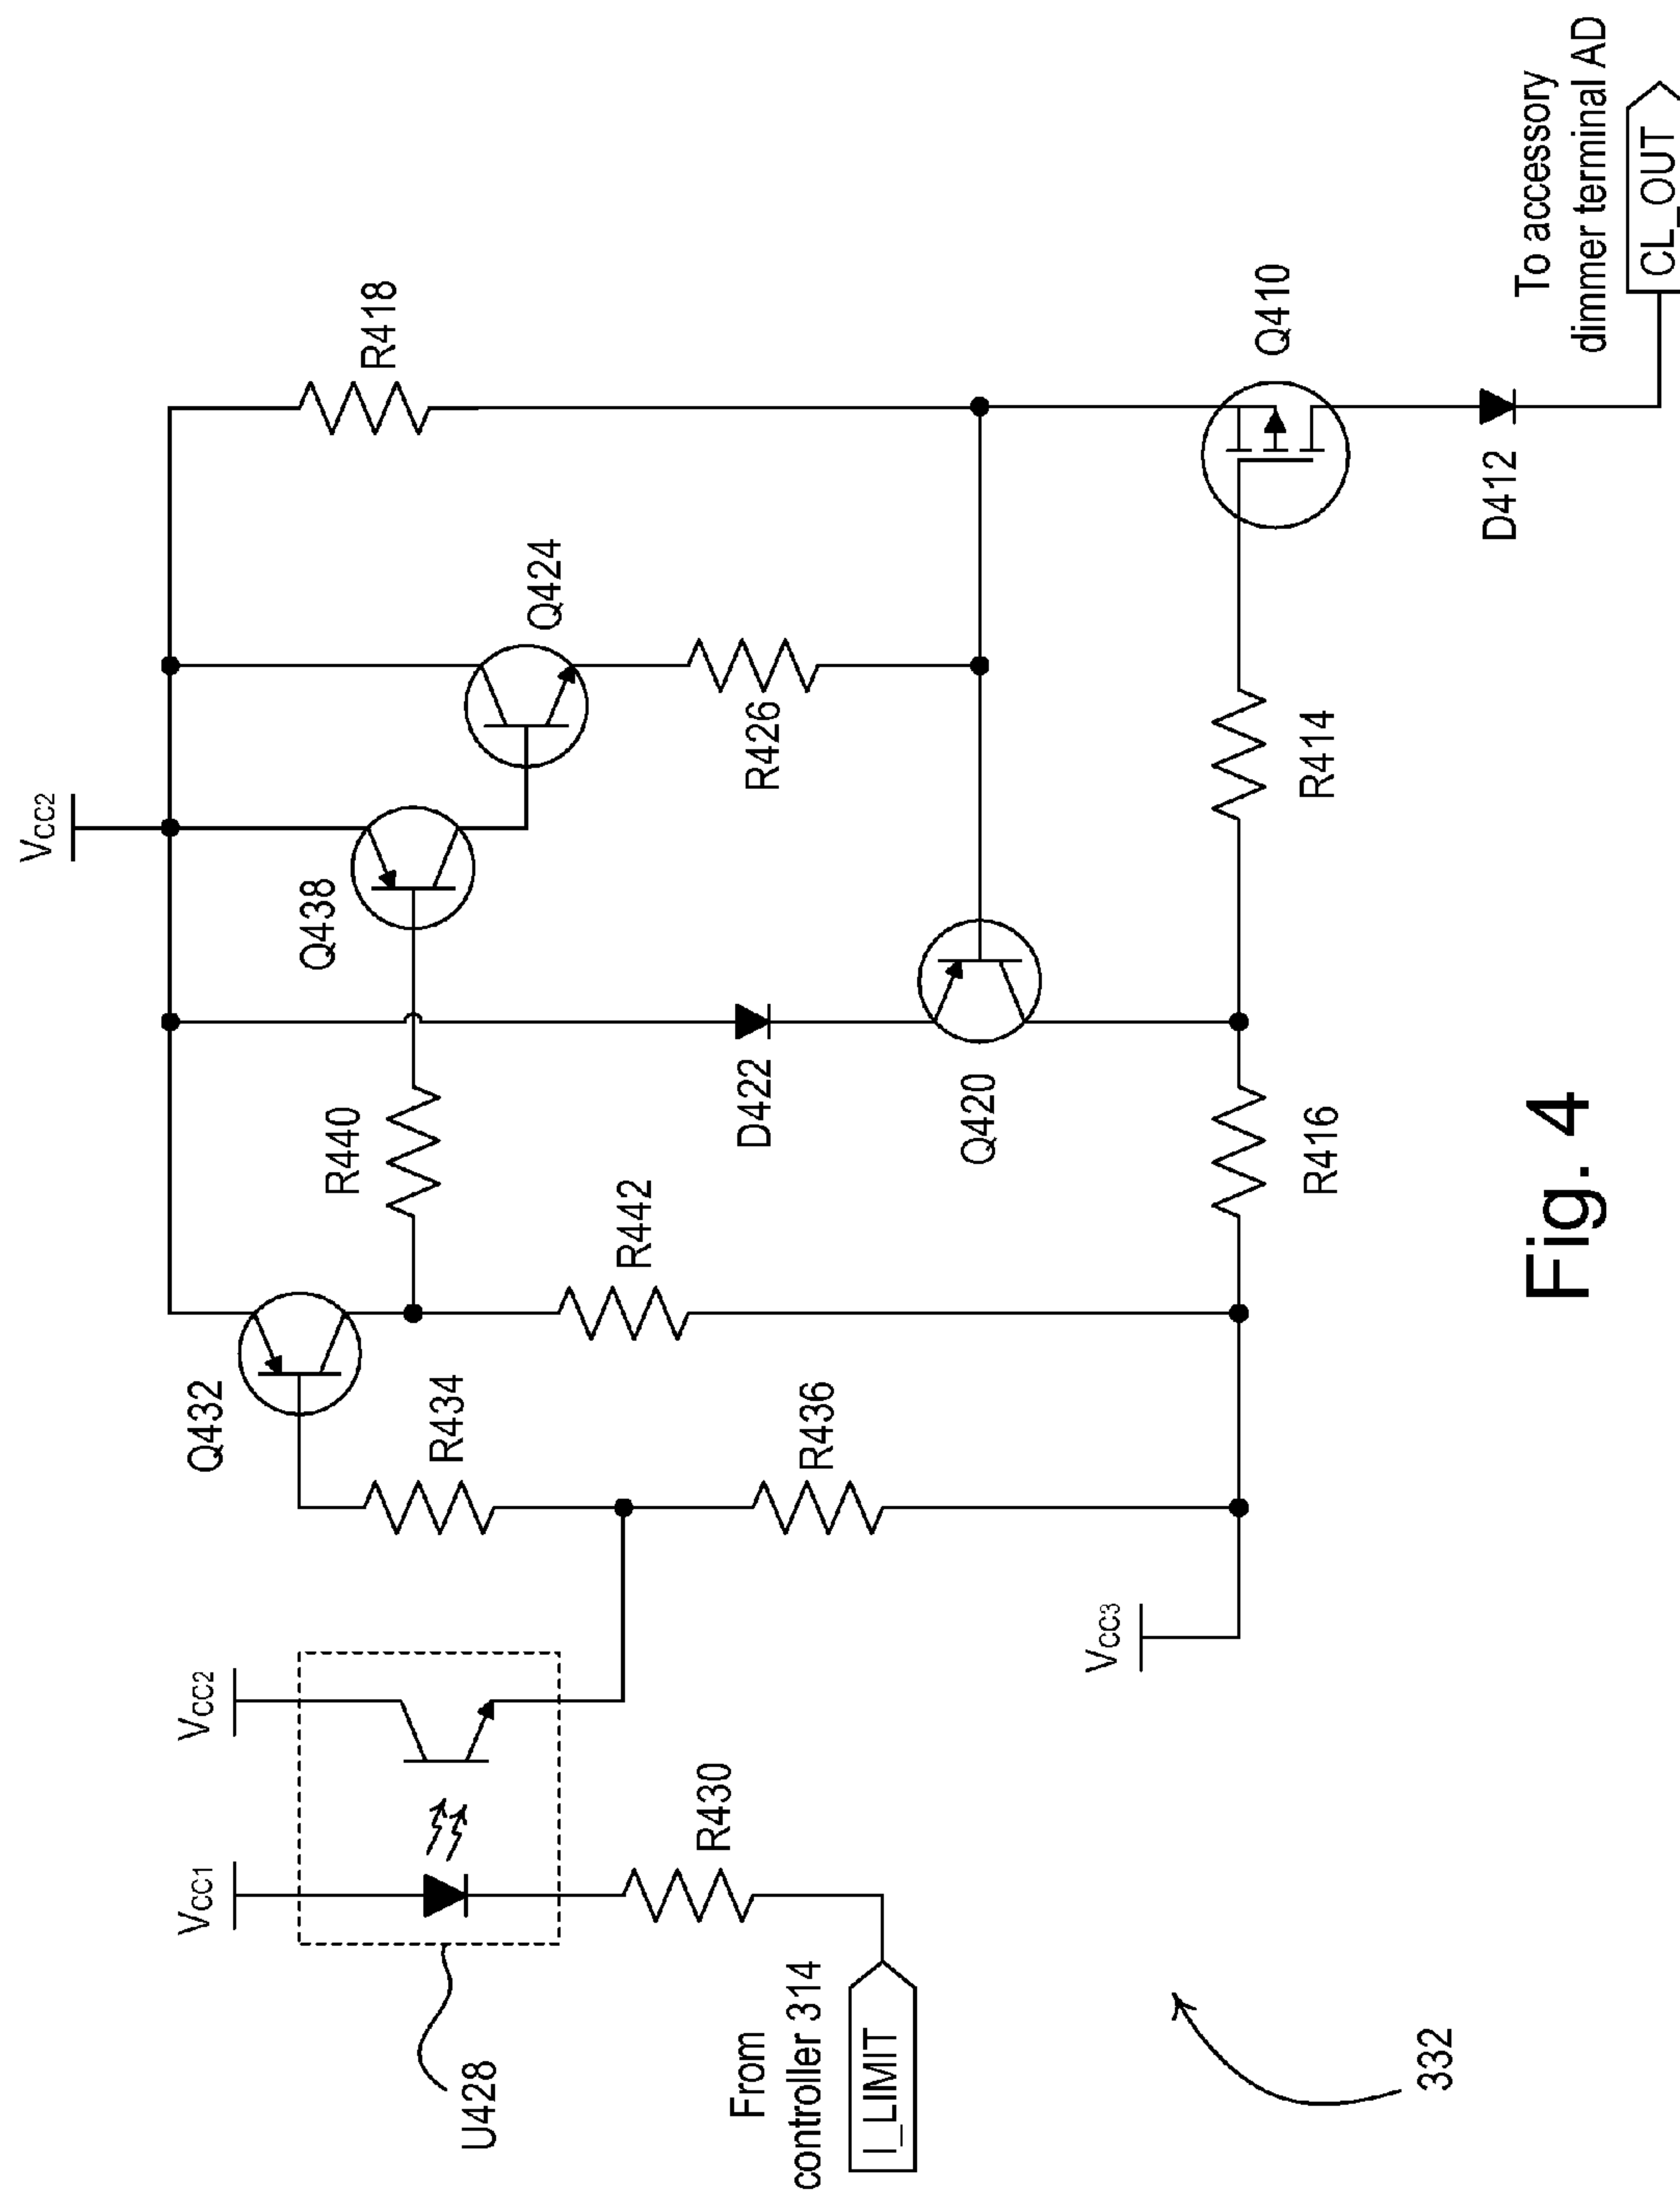 Vcc2
Vcc1
Vcc2
Q432
Q438
R440
R418
R434
U428
Q424
R442
R430
D422
R426
From
controller 314
I_LIMIT
R436
Q420
Vcc3
Q410
R416
R414
332
D412
To accessory
dimmer terminal AD
CL_OUT
Fig. 4